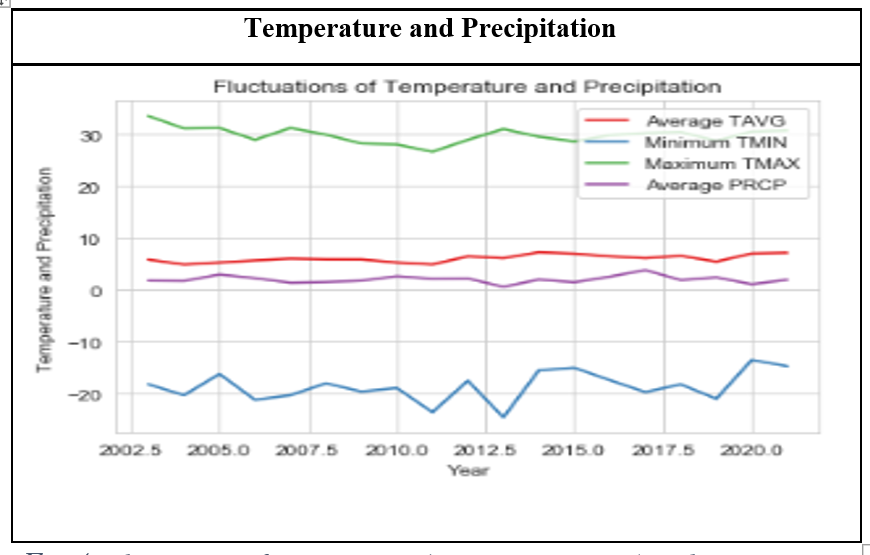 Temperature and Precipitation
Fluctuations of Temperature and Precipitation
Average TAVG
Minimum TMIN
Maximum TMAX
Average PRCP
Temperature and Precipitation
30
20
10
0
−10
−20
2002.5 2005.0 2007.5 2010.0 2012.5 2015.0 2017.5 2020.0
Year